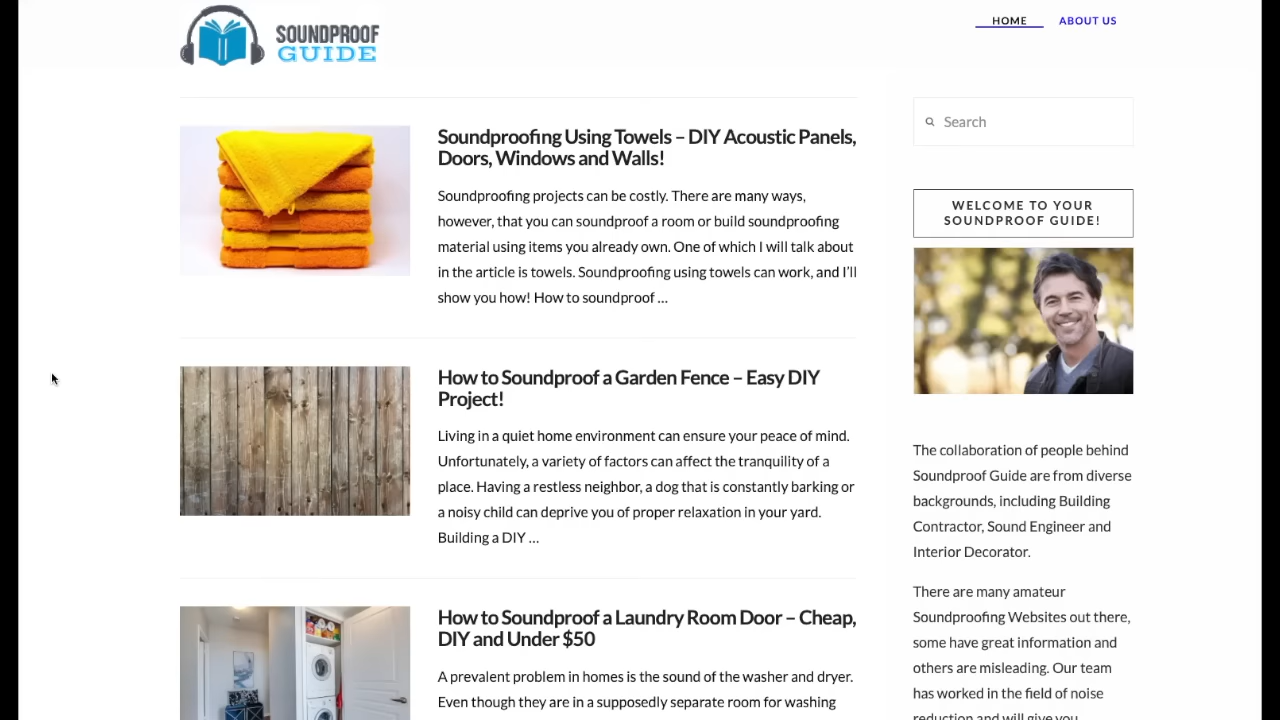 SOUNDPROOF
GUIDE
HOME
ABOUT US
Soundproofing Using Towels – DIY Acoustic Panels,
Doors, Windows and Walls!
Soundproofing projects can be costly. There are many ways,
however, that you can soundproof a room or build soundproofing
material using items you already own. One of which I will talk about
in the article is towels. Soundproofing using towels can work, and I’ll
show you how! How to soundproof ...
How to Soundproof a Garden Fence – Easy DIY
Project!
Living in a quiet home environment can ensure your peace of mind.
Unfortunately, a variety of factors can affect the tranquility of a
place. Having a restless neighbor, a dog that is constantly barking or
a noisy child can deprive you of proper relaxation in your yard.
Building a DIY ...
How to Soundproof a Laundry Room Door – Cheap,
DIY and Under $50
A prevalent problem in homes is the sound of the washer and dryer.
Even though they are in a supposedly separate room for washing
Search
WELCOME TO YOUR
SOUNDPROOF GUIDE!
The collaboration of people behind
Soundproof Guide are from diverse
backgrounds, including Building
Contractor, Sound Engineer and
Interior Decorator.
There are many amateur
Soundproofing Websites out there,
some have great information and
others are misleading. Our team
has worked in the field of noise
reduction and will give you